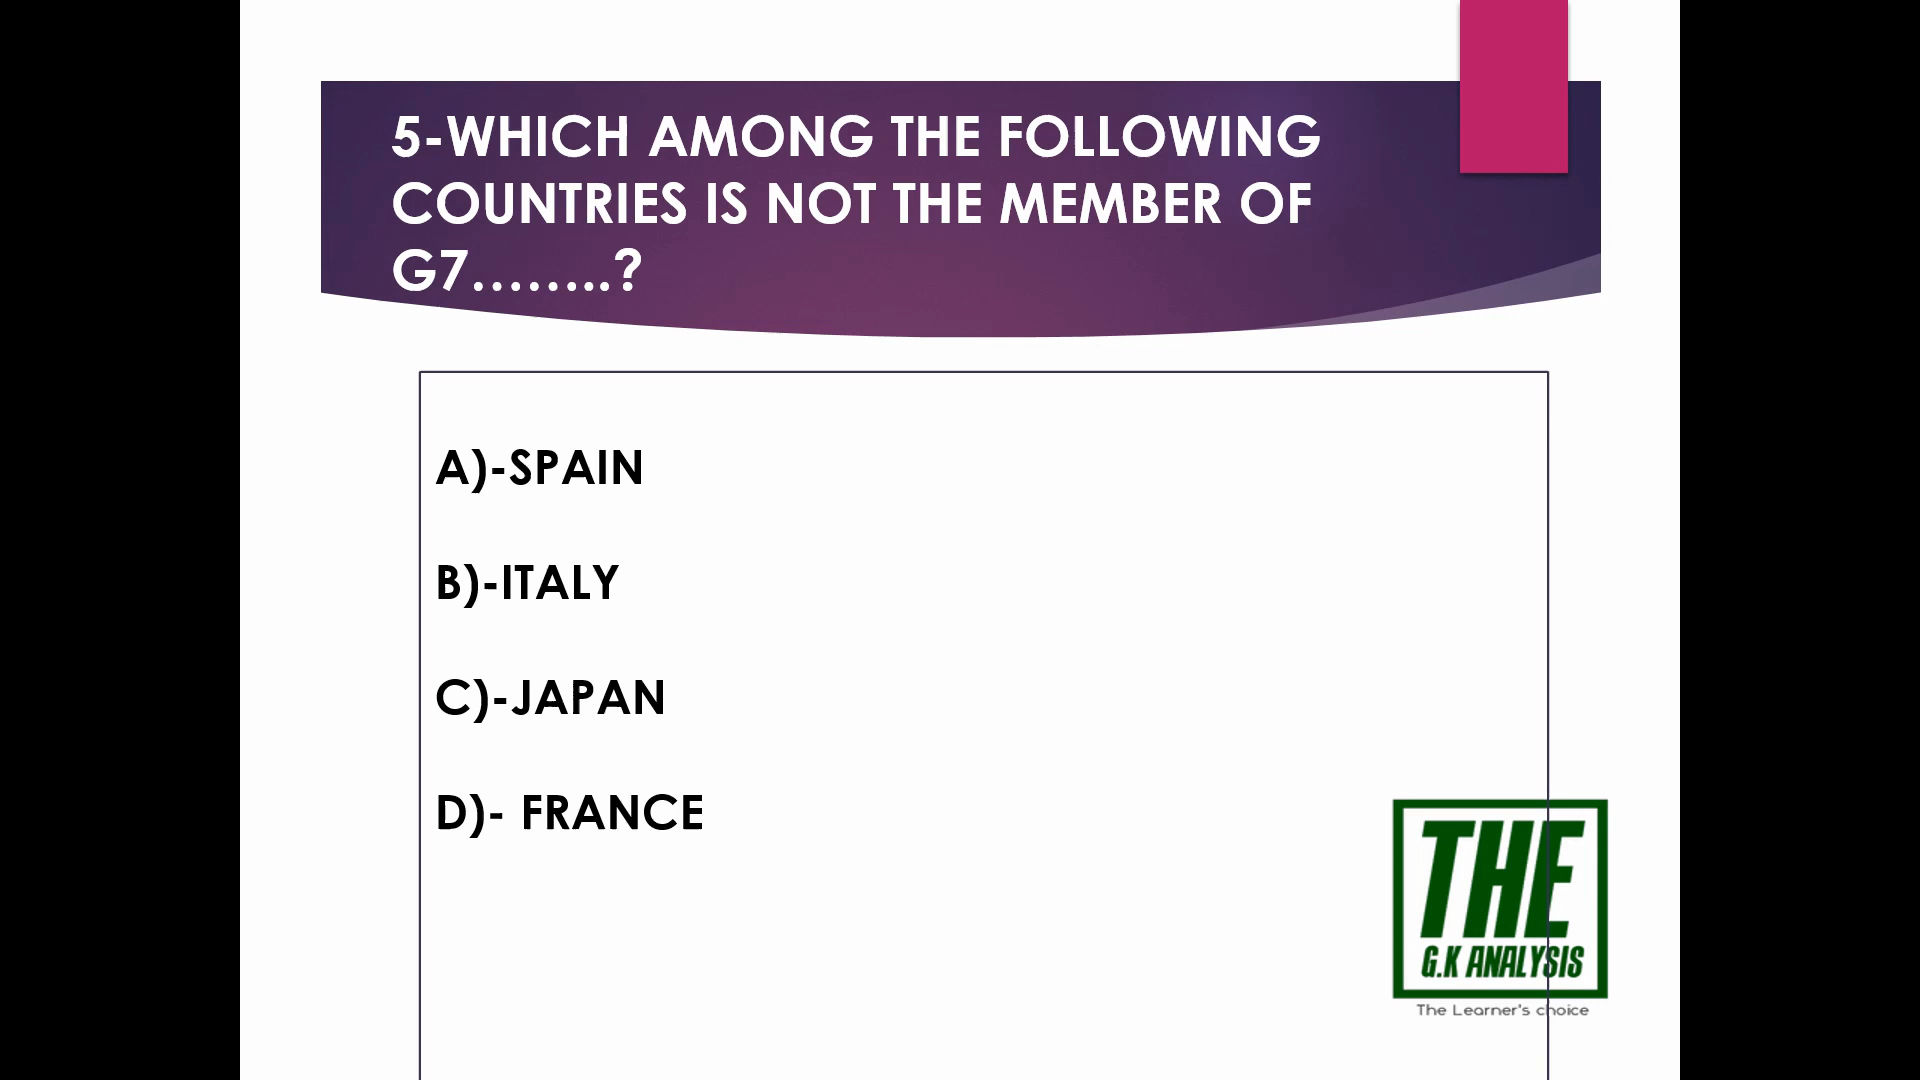 5-WHICH AMONG THE FOLLOWING
COUNTRIES IS NOT THE MEMBER OF
G7……..?
A)-SPAIN
B)-ITALY
C)-JAPAN
D)- FRANCE
THE
G.K ANALYSIS
The Learner's choice